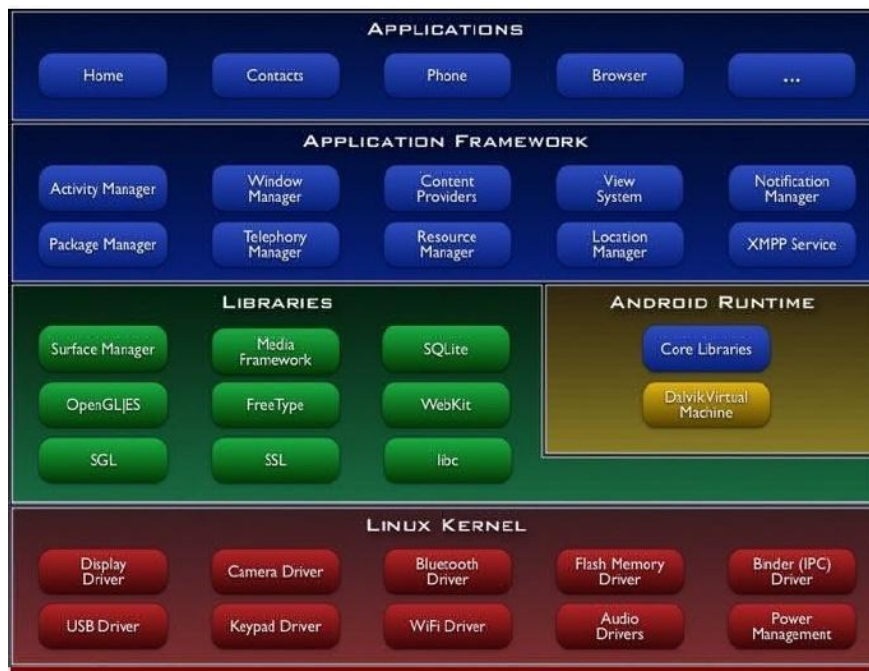 APPLICATIONS
Home
Contacts
Phone
Browser
...
APPLICATION FRAMEWORK
Activity Manager
Window
Manager
Content
Providers
View
System
Notification
Manager
Package Manager
Telephony
Manager
Resource
Manager
Location
Manager
XMPP Service
LIBRARIES
Surface Manager
Media
Framework
SQLite
OpenGL|ES
FreeType
WebKit
SGL
SSL
libc
ANDROID RUNTIME
Core Libraries
Dalvik Virtual
Machine
LINUX KERNEL
Display
Driver
Camera Driver
Bluetooth
Driver
Flash Memory
Driver
Binder (IPC)
Driver
USB Driver
Keypad Driver
WiFi Driver
Audio
Drivers
Power
Management